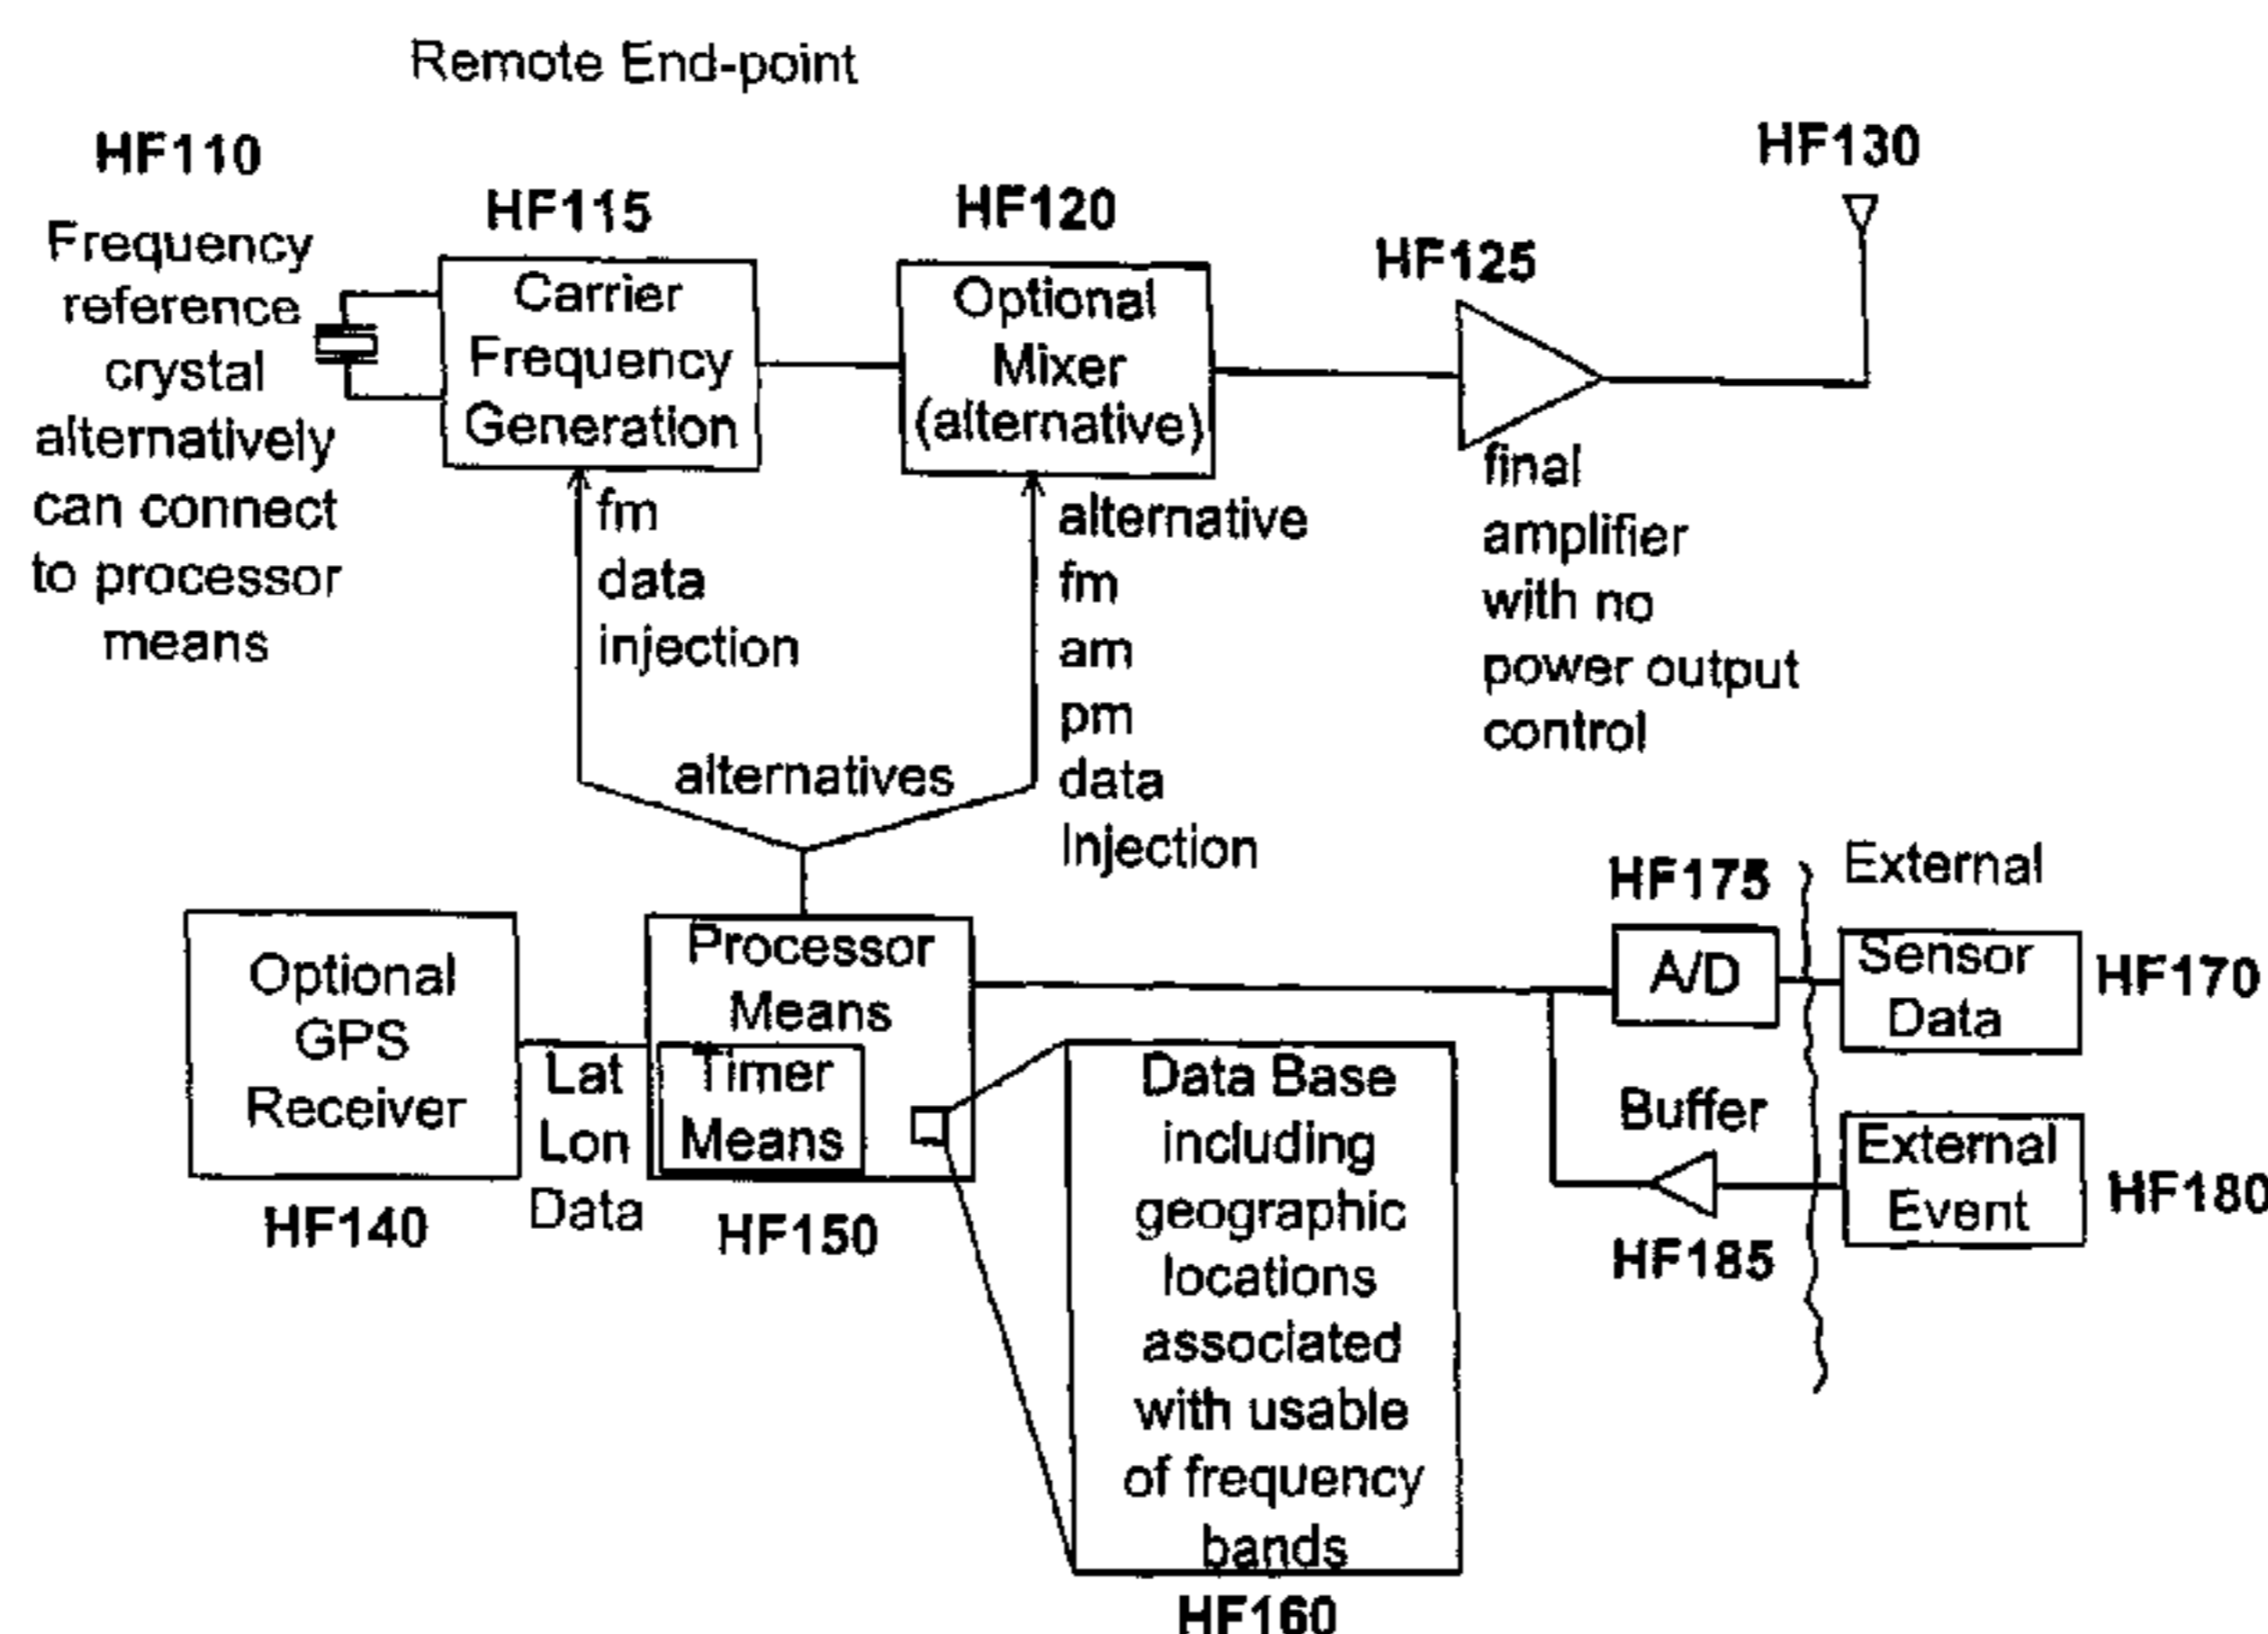 Remote End-point
HF110
Frequency
reference
crystal
alternatively
can connect
to processor
means
HF115
Carrier
Frequency
Generation
HF120
Optional
Mixer
(alternative)
HF125
final
amplifier
with no
power output
control
HF130
fm
data
injection
alternatives
alternative
fm
am
pm
data
Injection
Optional
GPS
Receiver
HF140
Lat
Lon
Data
Processor
Means
Timer
Means
HF150
Data Base
including
geographic
locations
associated
with usable
of frequency
bands
HF160
HF175
A/D
External
Sensor
Data
HF170
Buffer
HF185
External
Event
HF180